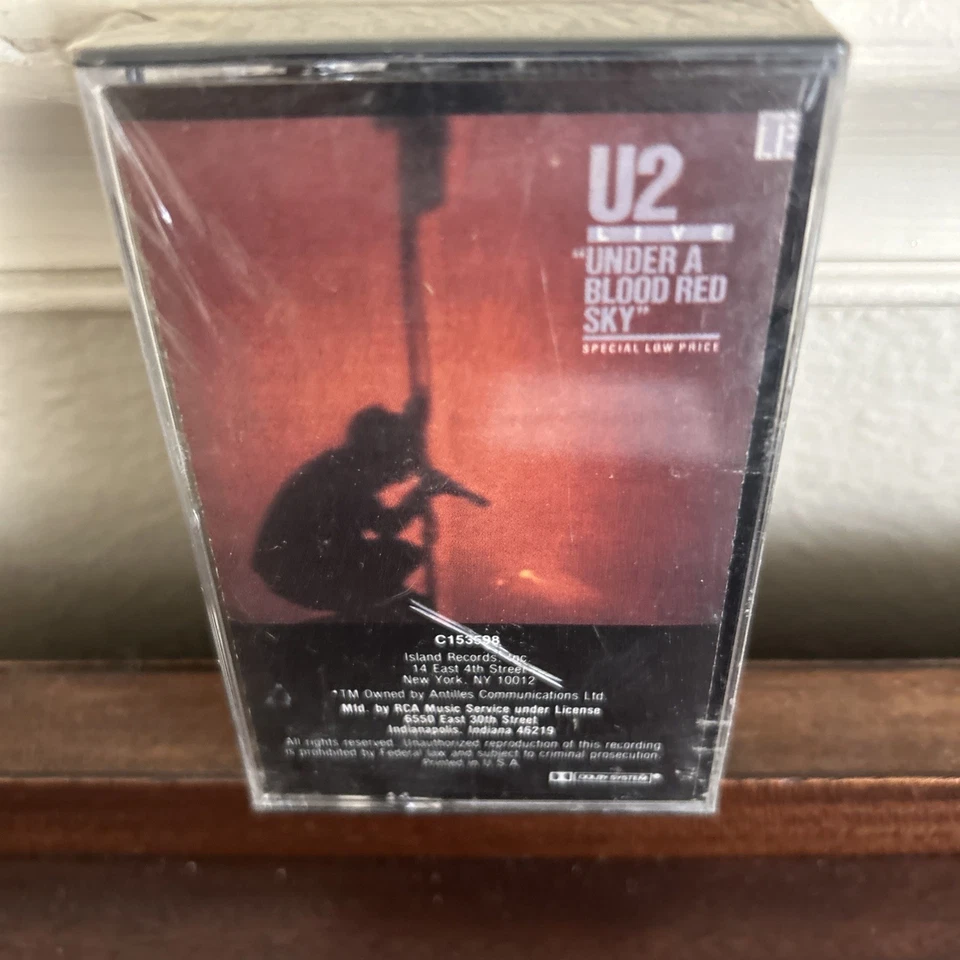 U2
LIVE
"UNDER A
BLOOD RED
SKY"
SPECIAL LOW PRICE
C153598
Island Records, Inc.
14 East 4th Street
New York, NY 10012
*TM Owned by Antilles Communications Ltd.
Mfd. by RCA Music Service under License
6550 East 30th Street
Indianapolis, Indiana 46219
All rights reserved. Unauthorized reproduction of this recording
is prohibited by Federal law and subject to criminal prosecution.
Printed in U.S.A.
DOLBY SYSTEM